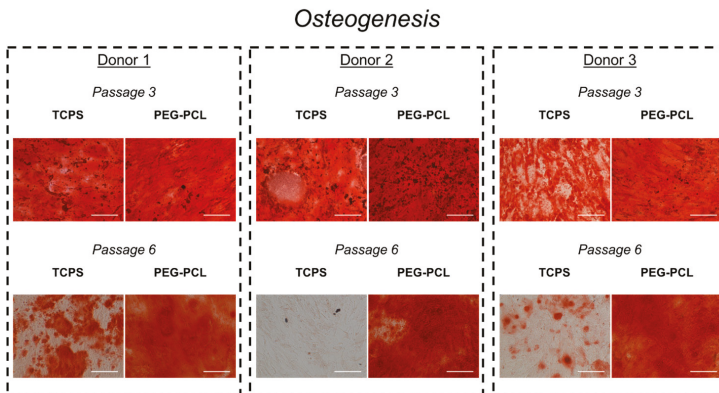 Osteogenesis
Donor 1
Passage 3
TCPS PEG-PCL
Passage 6
TCPS PEG-PCL
Donor 2
Passage 3
TCPS PEG-PCL
Passage 6
TCPS PEG-PCL
Donor 3
Passage 3
TCPS PEG-PCL
Passage 6
TCPS PEG-PCL